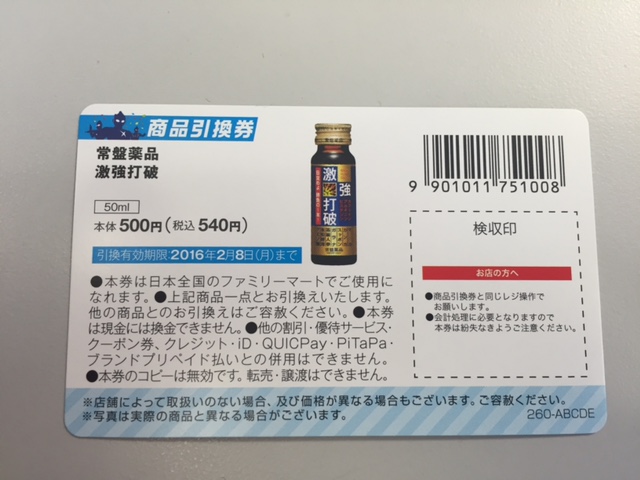 商品引換券
常盤薬品
激強打破
50ml
本体500円(税込540円)
引換有効期限:2016年2月8日(月)まで
●本券は日本全国のファミリーマートでご使用に
なれます。●上記商品一点とお引換えいたします。
他の商品とのお引換えはご容赦ください。●本券
は現金には換金できません。●他の割引・優待サービス・
クーポン券、クレジット・iD・QUICPay・PiTaPa・
ブランドプリペイド払いとの併用はできません。
●本券のコピーは無効です。転売・譲渡はできません。
激強
打破
9 901011 751008
検収印
お店の方へ
●商品引換券と同じレジ操作で
お願いします。
●会計処理に必要となりますので
本券は紛失なきようご注意ください。
※店舗によって取扱いのない場合、及び価格が異なる場合もございます。ご容赦ください。
※写真は実際の商品と異なる場合がございます。
260-ABCDE